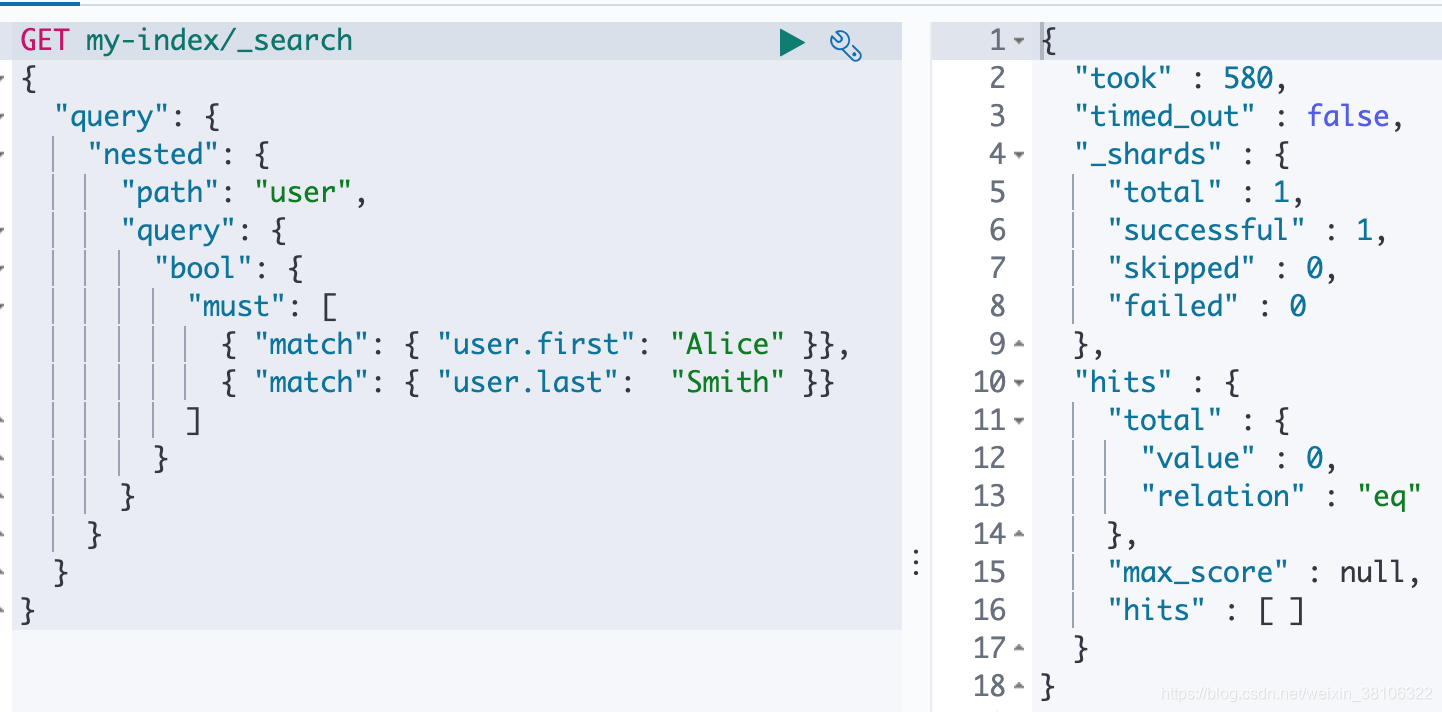 GET my-index/_search
{
  "query": {
    "nested": {
      "path": "user",
      "query": {
        "bool": {
          "must": [
            { "match": { "user.first": "Alice" }},
            { "match": { "user.last":  "Smith" }}
          ]
        }
      }
    }
  }
}
1 {
2   "took" : 580,
3   "timed_out" : false,
4   "_shards" : {
5     "total" : 1,
6     "successful" : 1,
7     "skipped" : 0,
8     "failed" : 0
9   },
10   "hits" : {
11     "total" : {
12       "value" : 0,
13       "relation" : "eq"
14     },
15     "max_score" : null,
16     "hits" : [ ]
17   }
18 }
https://blog.csdn.net/weixin_38106322